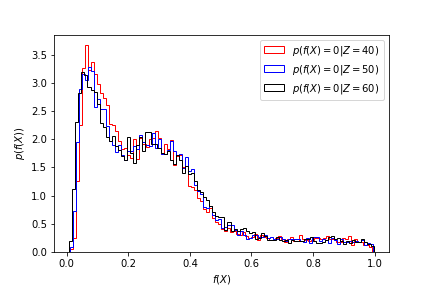 p(f(X) = 0|Z = 40)
p(f(X) = 0|Z = 50)
p(f(X) = 0|Z = 60)
3.5
3.0
2.5
2.0
1.5
1.0
0.5
0.0
p(f(X))
0.0 0.2 0.4 0.6 0.8 1.0
f(X)